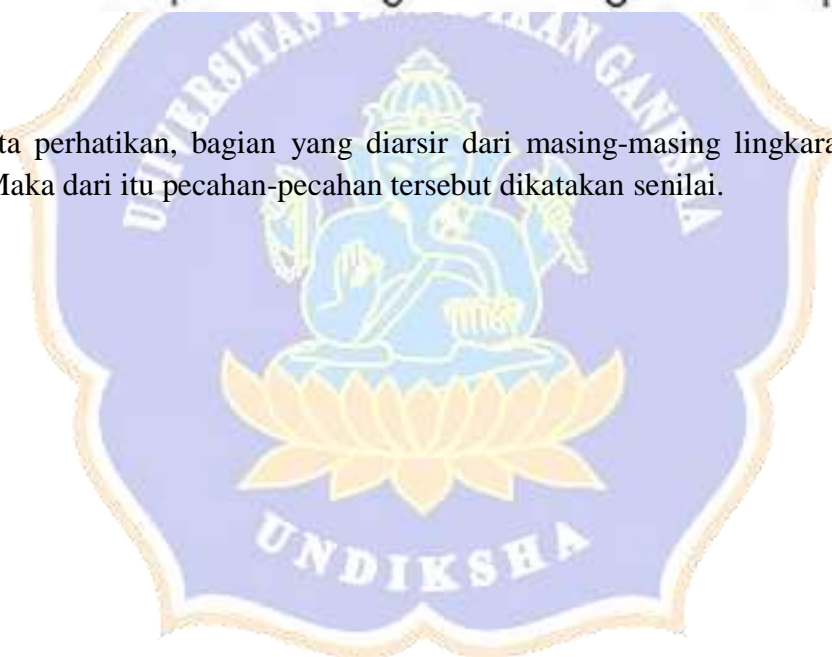 ta perhatikan, bagian yang diarsir dari masing-masing lingkara
Maka dari itu pecahan-pecahan tersebut dikatakan senilai.
UNIVERSITAS PENDIDIKAN GANESHA
UNDIKSHA